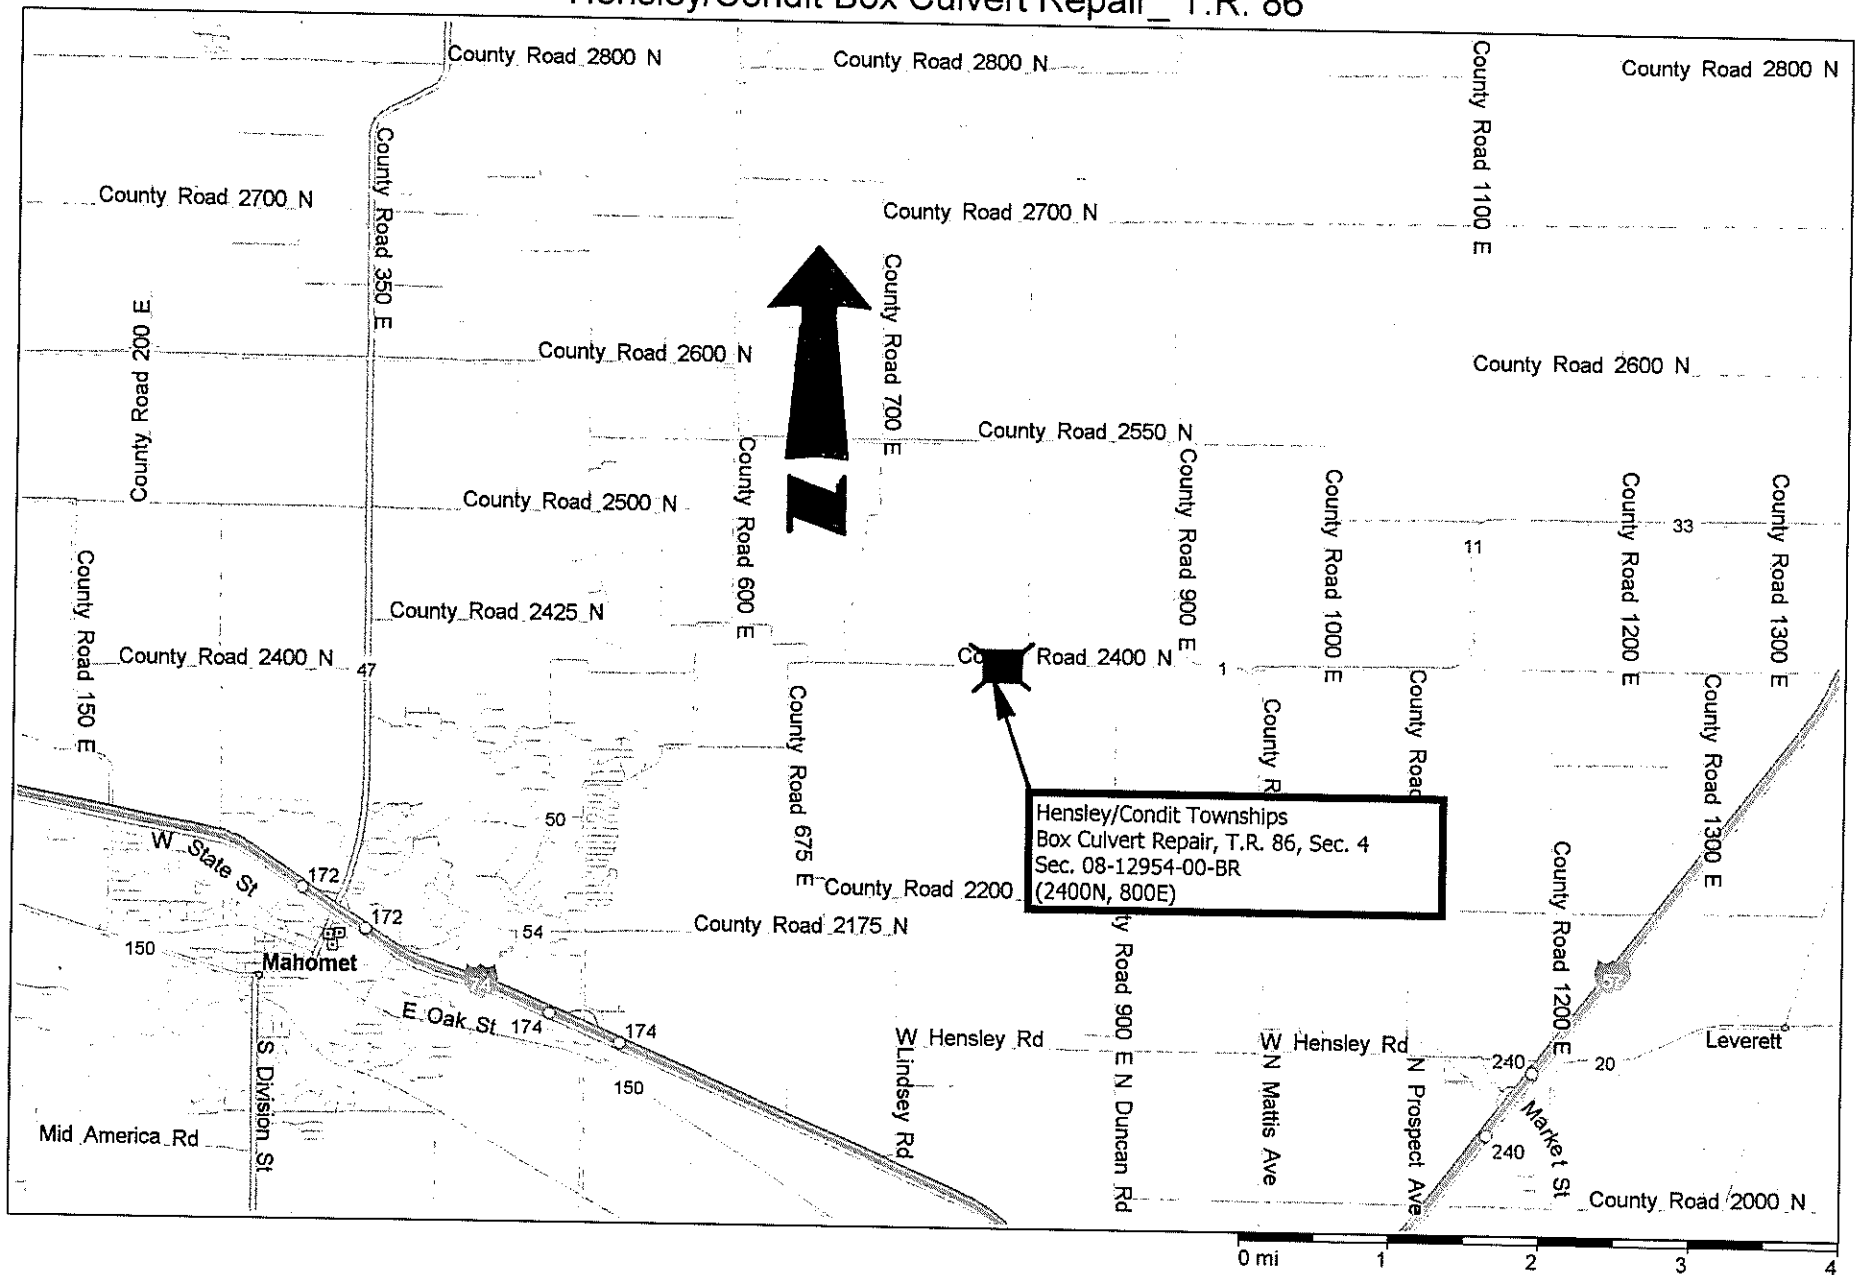 Hensley/Condit Box Culvert Repair_ T.R. 86
County Road 2800 N
County Road 2800 N
County Road 2800 N
County Road 1100 E
County Road 350 E
County Road 2700 N
County Road 2700 N
County Road 700 E
County Road 200 E
County Road 2600 N
County Road 2600 N
County Road 2550 N
County Road 600 E
County Road 900 E
County Road 1000 E
County Road 1200 E
County Road 1300 E
N
County Road 2500 N
33
11
County Road 150 E
County Road 2425 N
County Road 2400 N
47
Co Road 2400 N
1
County Road 675 E
County R
County Road
County Road 1300 E
50
Hensley/Condit Townships
Box Culvert Repair, T.R. 86, Sec. 4
Sec. 08-12954-00-BR
(2400N, 800E)
W State St
172
172
County Road 2200
County Road 2175 N
54
150
Mahomet
74
County Road 1200 E
57
ty Road 900 E
E Oak St
174
174
W Hensley Rd
W Hensley Rd
240
20
Leverett
150
S Division St
Lindsey Rd
N Duncan Rd
N Mattis Ave
N Prospect Ave
Market St
240
Mid America Rd
County Road 2000 N
0 mi 1 2 3 4